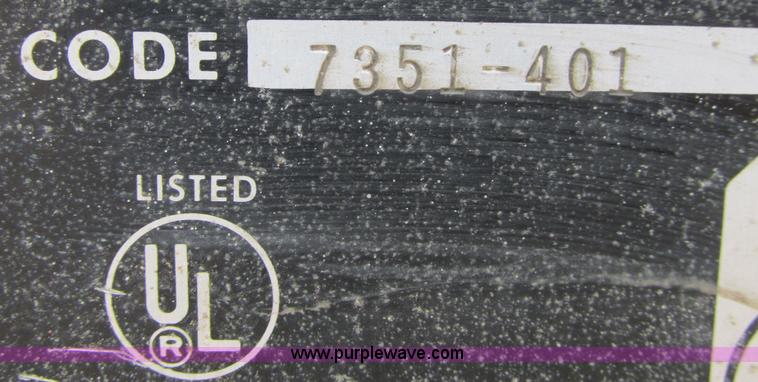 CODE 7351-401
LISTED
UL
®
www.purplewave.com